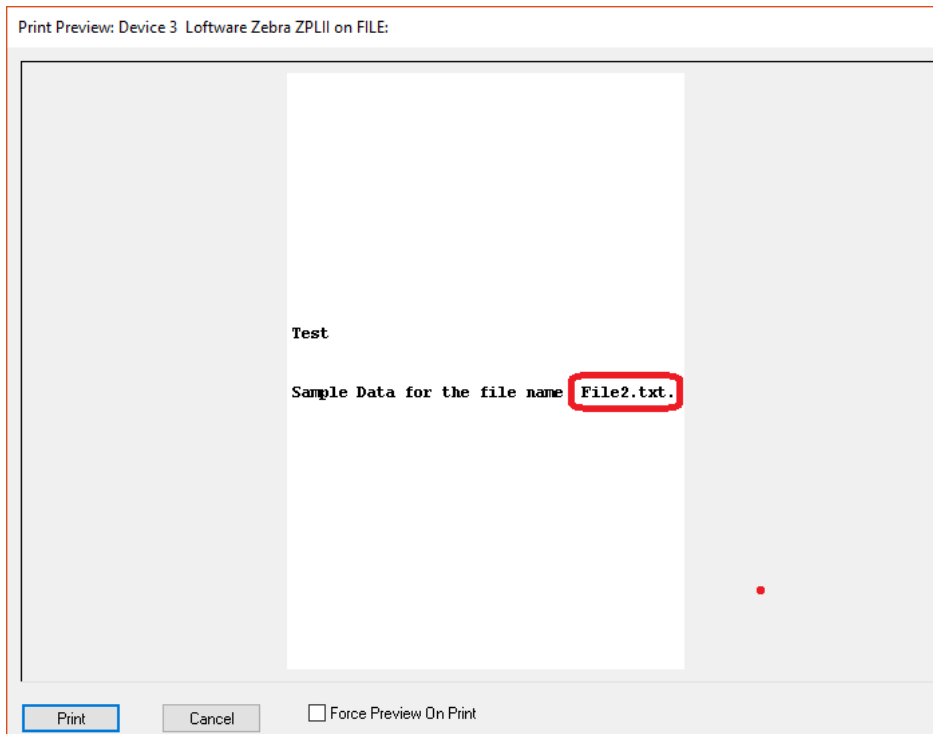 Print Preview: Device 3 Loftware Zebra ZPLII on FILE:
Test
Sample Data for the file name File2.txt.
Print Cancel Force Preview On Print